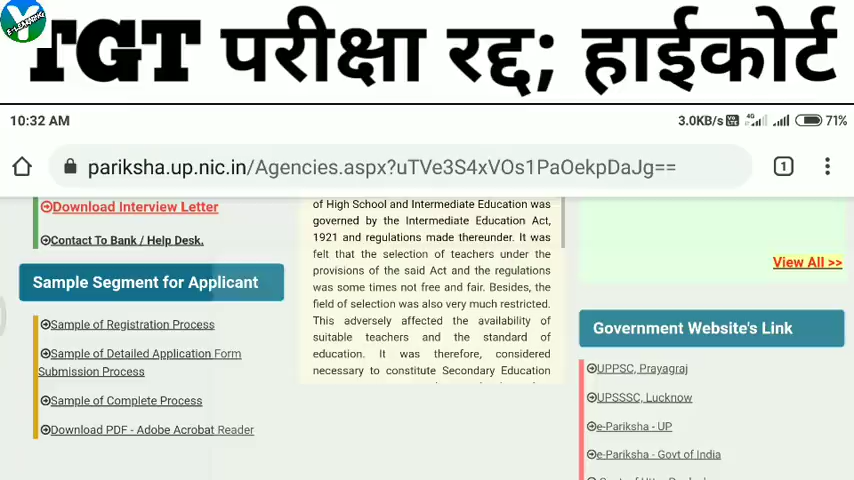 E-LEARNING
TGT परीक्षा रद्द; हाईकोर्ट
10:32 AM
3.0KB/s 4G 71%
pariksha.up.nic.in/Agencies.aspx?uTVe3S4xVOs1PaOekpDaJg==
1
Download Interview Letter
Contact To Bank / Help Desk.
Sample Segment for Applicant
Sample of Registration Process
Sample of Detailed Application Form
Submission Process
Sample of Complete Process
Download PDF - Adobe Acrobat Reader
of High School and Intermediate Education was
governed by the Intermediate Education Act,
1921 and regulations made thereunder. It was
felt that the selection of teachers under the
provisions of the said Act and the regulations
was some times not free and fair. Besides, the
field of selection was also very much restricted.
This adversely affected the availability of
suitable teachers and the standard of
education. It was therefore, considered
necessary to constitute Secondary Education
View All >>
Government Website's Link
UPPSC, Prayagraj
UPSSSC, Lucknow
e-Pariksha - UP
e-Pariksha - Govt of India